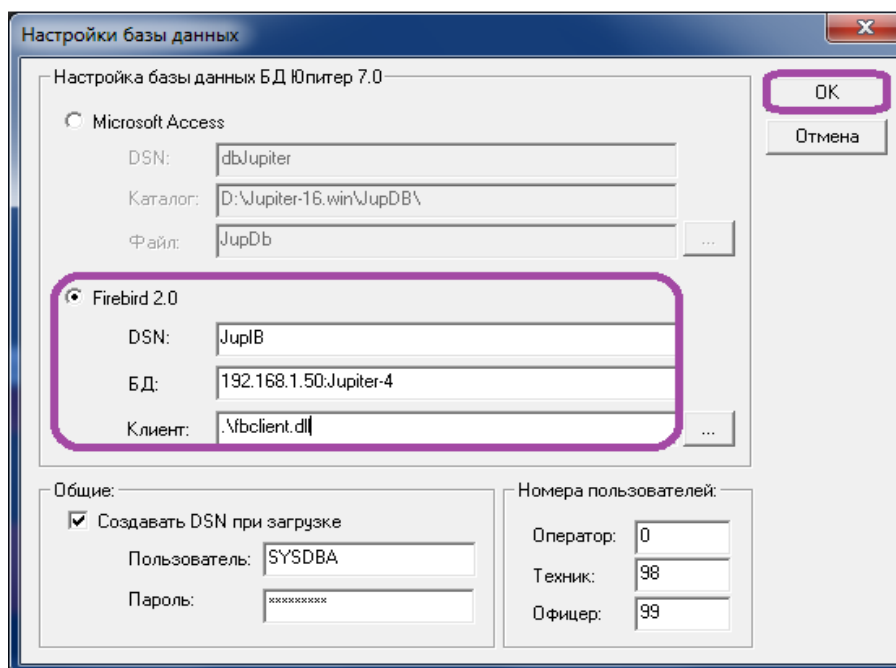 Настройки базы данных
Настройка базы данных БД Юпитер 7.0
OK
Отмена
Microsoft Access
DSN: dbJupiter
Каталог: D:\Jupiter-16.win\JupDB\
Файл: JupDb ...
Firebird 2.0
DSN: JupIB
БД: 192.168.1.50:Jupiter-4
Клиент: .\fbclient.dll ...
Общие:
Создавать DSN при загрузке
Пользователь: SYSDBA
Пароль: *********
Номера пользователей:
Оператор: 0
Техник: 98
Офицер: 99